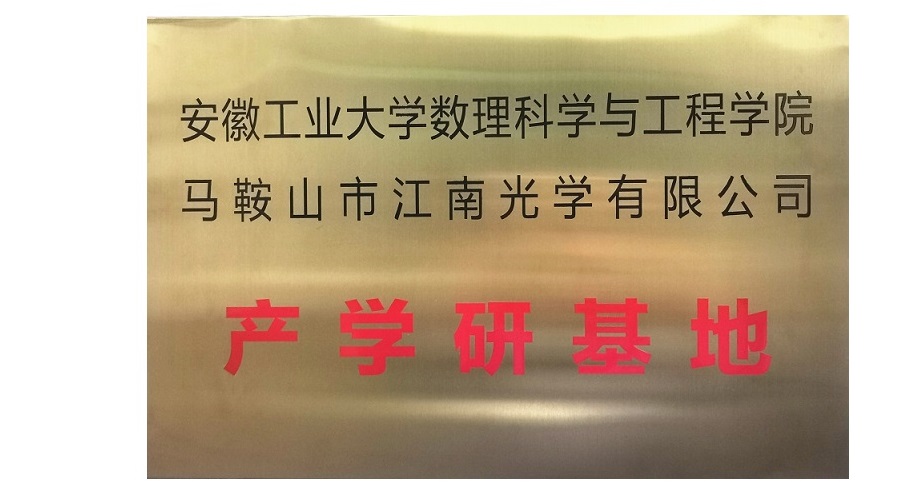 安徽工业大学数理科学与工程学院
马鞍山市江南光学有限公司
产学研基地